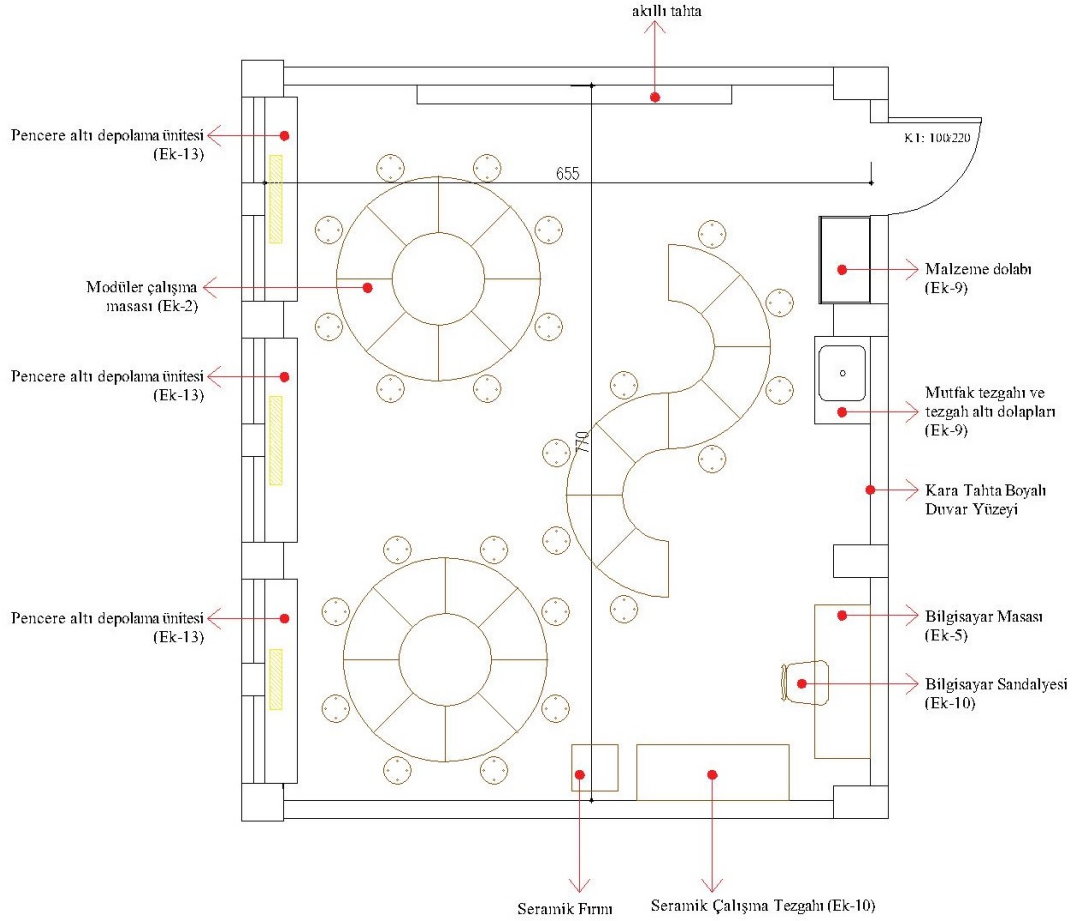 akıllı tahta
Pencere altı depolama ünitesi
(Ek-13)
K1: 100/220
655
Modüler çalışma
masası (Ek-2)
Malzeme dolabı
(Ek-9)
Pencere altı depolama ünitesi
(Ek-13)
Mutfak tezgahı ve
tezgah altı dolapları
(Ek-9)
770
Kara Tahta Boyalı
Duvar Yüzeyi
Pencere altı depolama ünitesi
(Ek-13)
Bilgisayar Masası
(Ek-5)
Bilgisayar Sandalyesi
(Ek-10)
Seramik Fırını
Seramik Çalışma Tezgahı (Ek-10)